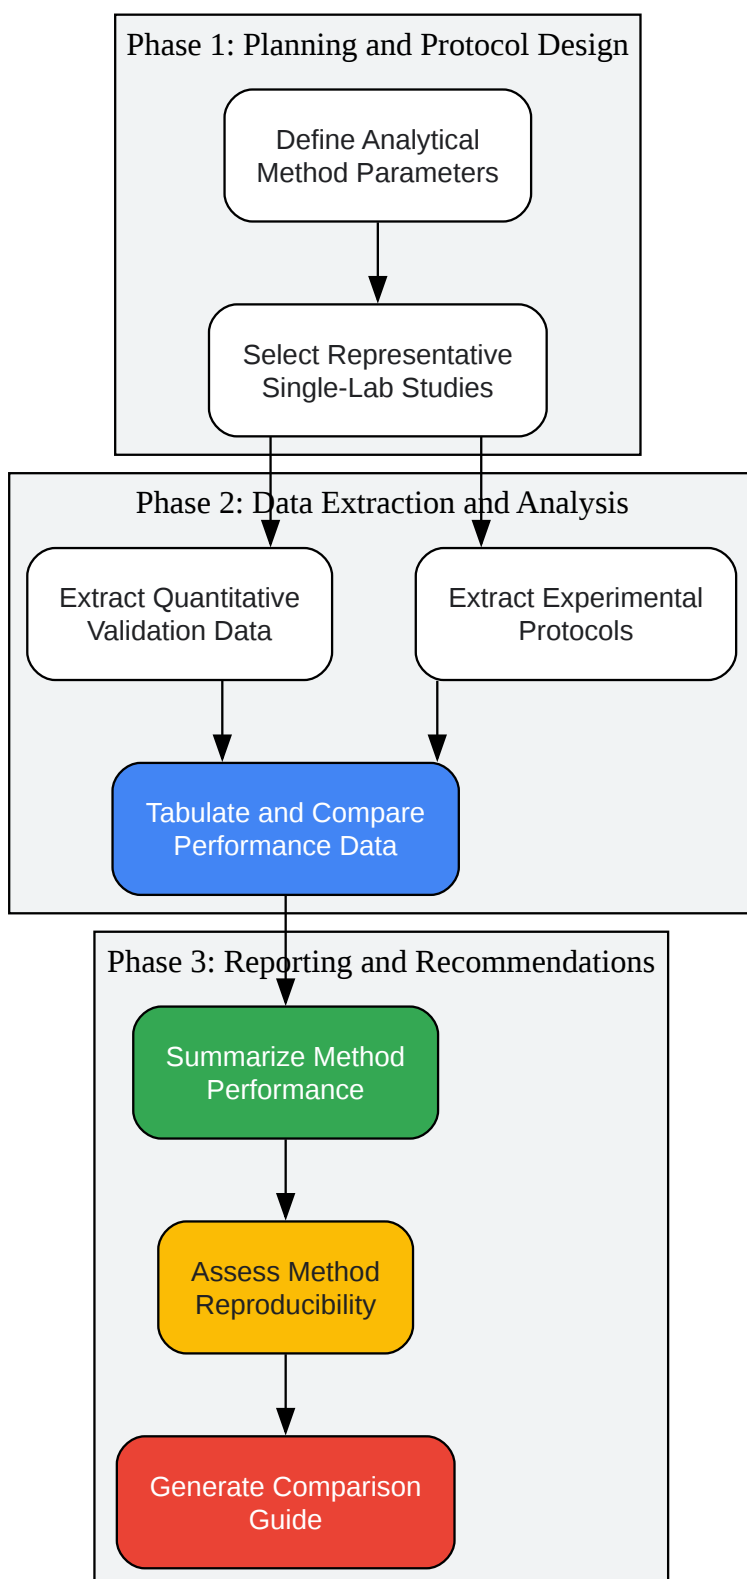 Phase 1: Planning and Protocol Design
Define Analytical
Method Parameters
Select Representative
Single-Lab Studies
Phase 2: Data Extraction and Analysis
Extract Quantitative
Validation Data
Extract Experimental
Protocols
Tabulate and Compare
Performance Data
Phase 3: Reporting and Recommendations
Summarize Method
Performance
Assess Method
Reproducibility
Generate Comparison
Guide